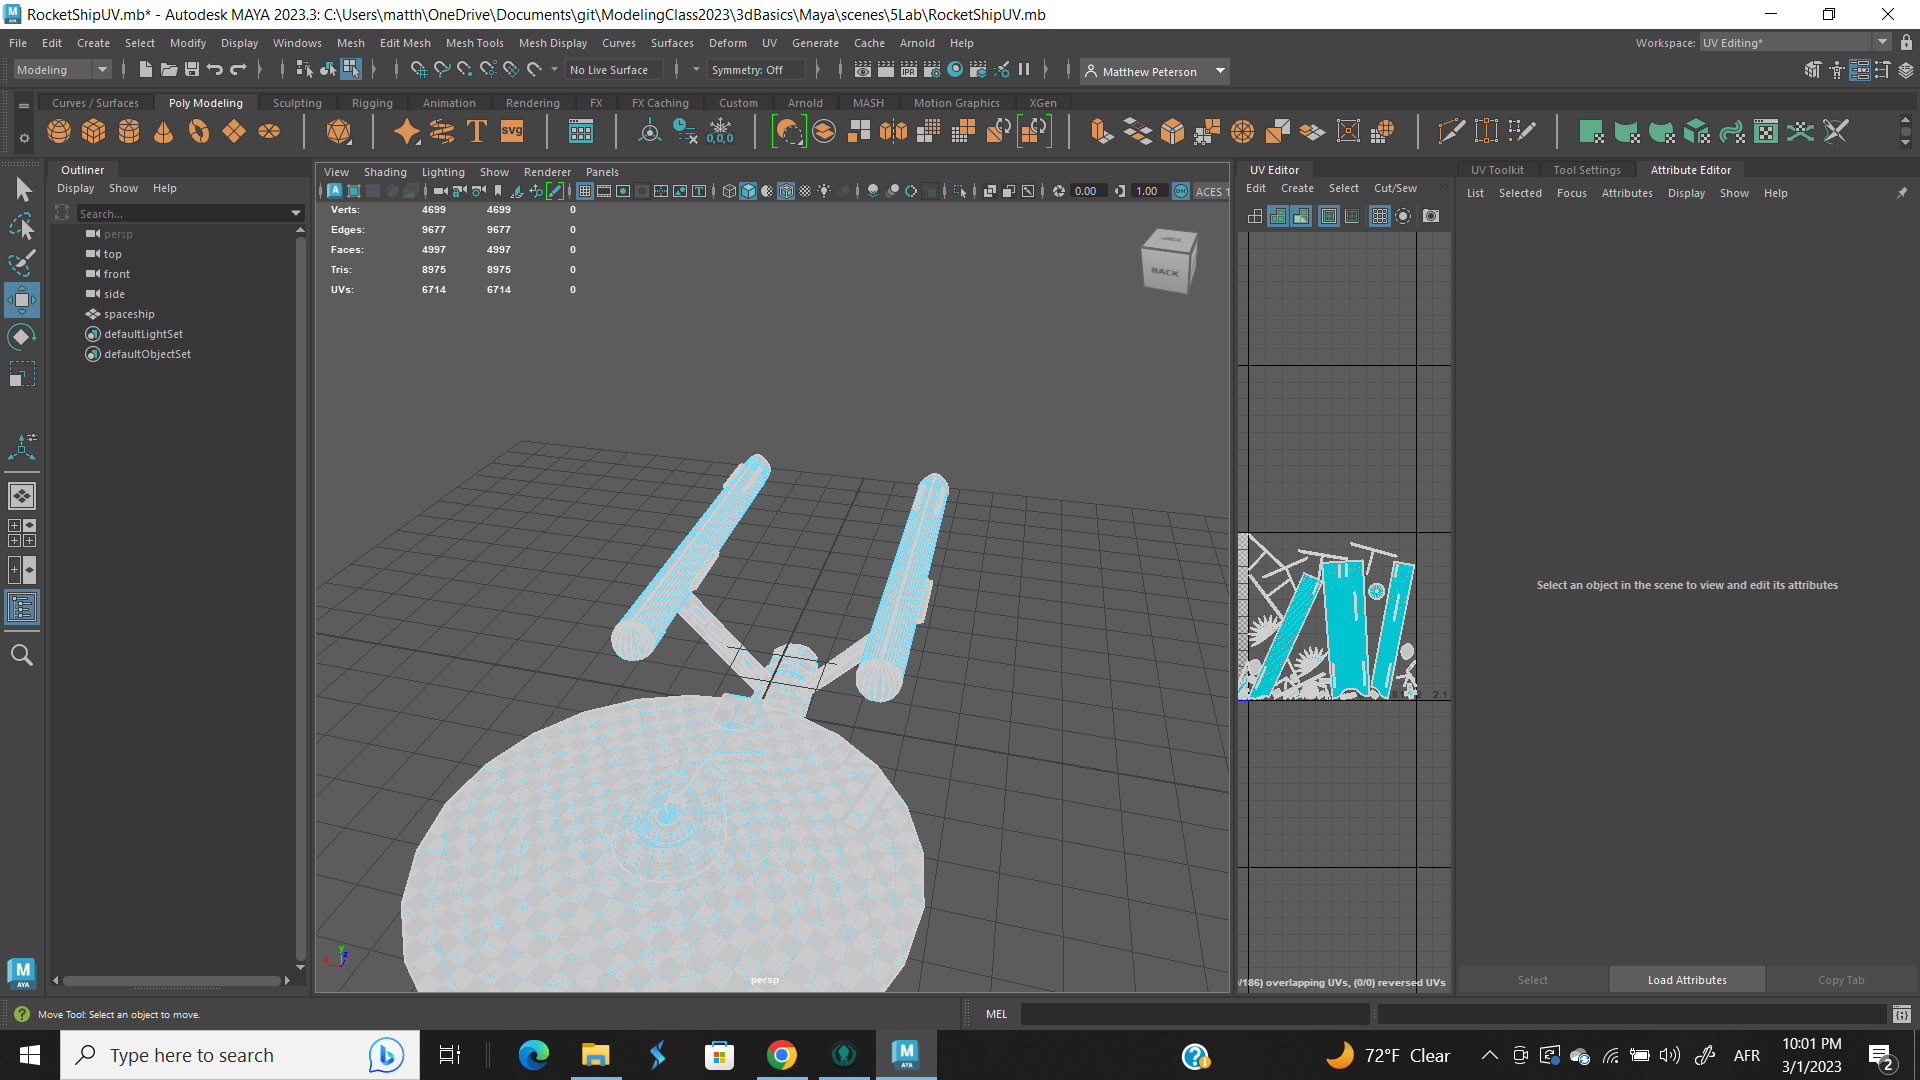 RocketShipUV.mb* - Autodesk MAYA 2023.3: C:\Users\matth\OneDrive\Documents\git\ModelingClass2023\3dBasics\Maya\scenes\5Lab\RocketShipUV.mb
File Edit Create Select Modify Display Windows Mesh Edit Mesh Mesh Tools Mesh Display Curves Surfaces Deform UV Generate Cache Arnold Help
Workspace: UV Editing*
Modeling
No Live Surface
Symmetry: Off
IPR
Matthew Peterson
Curves / Surfaces Poly Modeling Sculpting Rigging Animation Rendering FX FX Caching Custom Arnold MASH Motion Graphics XGen
SVG
0,0,0
Outliner
Display Show Help
Search...
persp
top
front
side
spaceship
defaultLightSet
defaultObjectSet
View Shading Lighting Show Renderer Panels
0.00 1.00 ACES 1
Verts: 4699 4699 0
Edges: 9677 9677 0
Faces: 4997 4997 0
Tris: 8975 8975 0
UVs: 6714 6714 0
BACK
persp
UV Editor
Edit Create Select Cut/Sew
/186) overlapping UVs, (0/0) reversed UVs
UV Toolkit Tool Settings Attribute Editor
List Selected Focus Attributes Display Show Help
Select an object in the scene to view and edit its attributes
Select Load Attributes Copy Tab
Move Tool: Select an object to move.
MEL
Type here to search
72°F Clear
AFR
10:01 PM
3/1/2023
2